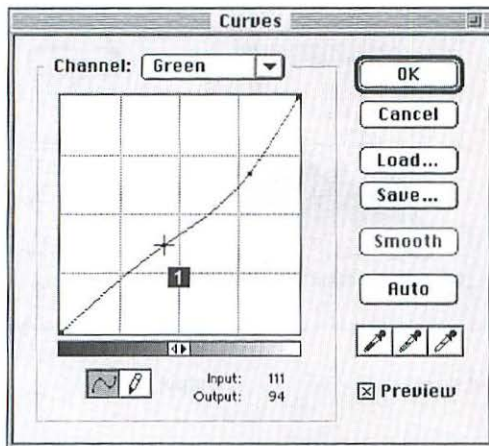 Curves
Channel: Green
OK
Cancel
Load...
Save...
Smooth
Auto
1
Input: 111
Output: 94
Preview